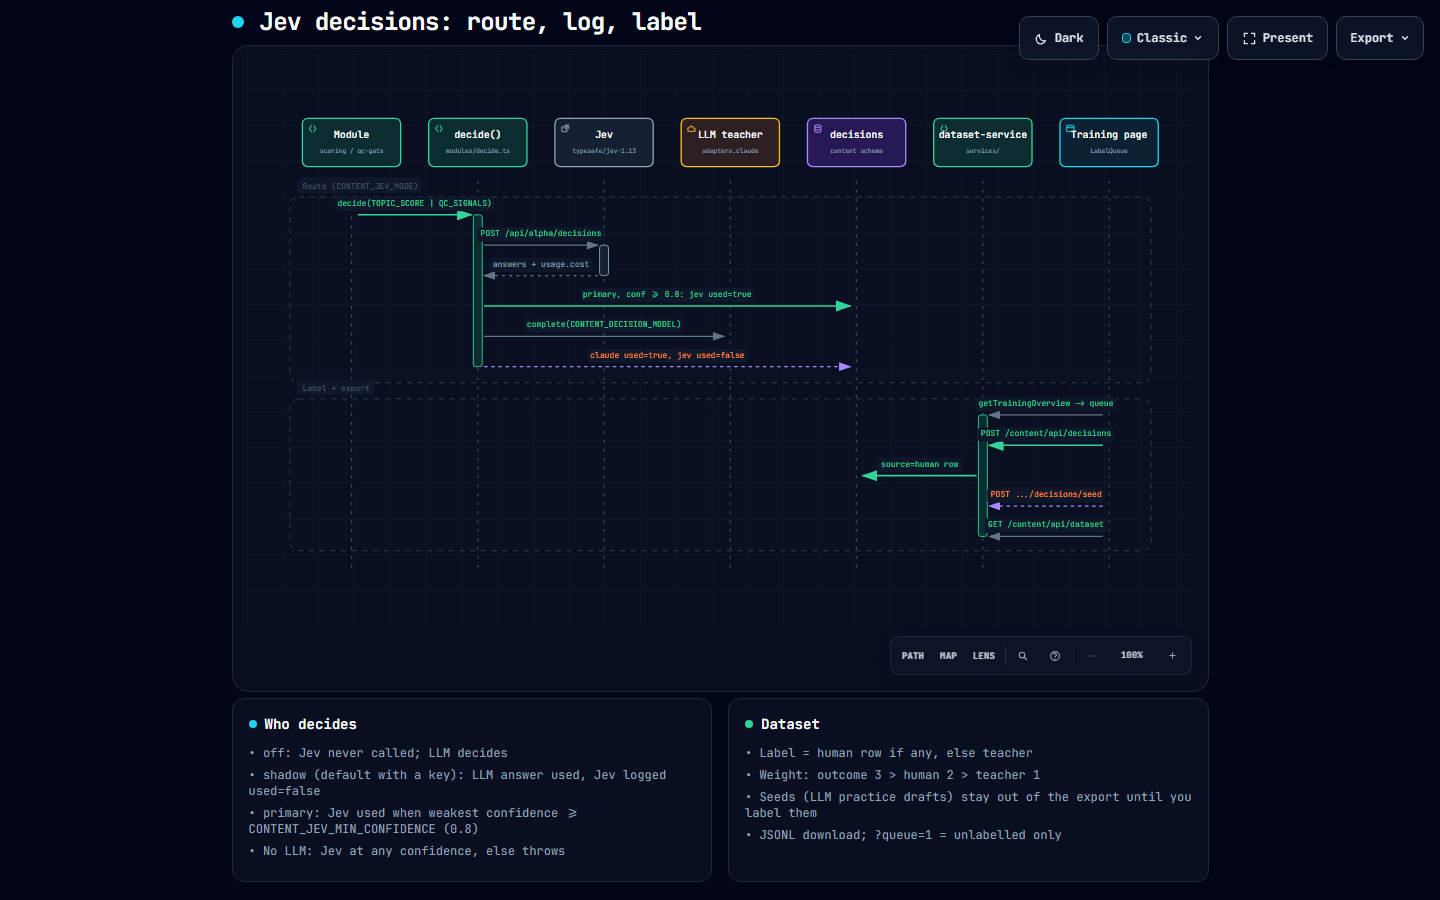 Jev decisions: route, log, label
Dark
Classic
Present
Export
Module
scoring / qc-gate
decide()
modules/decide.ts
Jev
typesafe/jev-1.13
LLM teacher
adapters.claude
decisions
content schema
dataset-service
services/
Training page
LabelQueue
Route (CONTENT_JEV_MODE)
decide(TOPIC_SCORE | QC_SIGNALS)
POST /api/alpha/decisions
answers + usage.cost
primary, conf ≥ 0.8: jev used=true
complete(CONTENT_DECISION_MODEL)
claude used=true, jev used=false
Label + export
getTrainingOverview → queue
POST /content/api/decisions
source=human row
POST .../decisions/seed
GET /content/api/dataset
PATH
MAP
LENS
100%
Who decides
• off: Jev never called; LLM decides
• shadow (default with a key): LLM answer used, Jev logged
used=false
• primary: Jev used when weakest confidence ≥
CONTENT_JEV_MIN_CONFIDENCE (0.8)
• No LLM: Jev at any confidence, else throws
Dataset
• Label = human row if any, else teacher
• Weight: outcome 3 > human 2 > teacher 1
• Seeds (LLM practice drafts) stay out of the export until you
label them
• JSONL download; ?queue=1 = unlabelled only